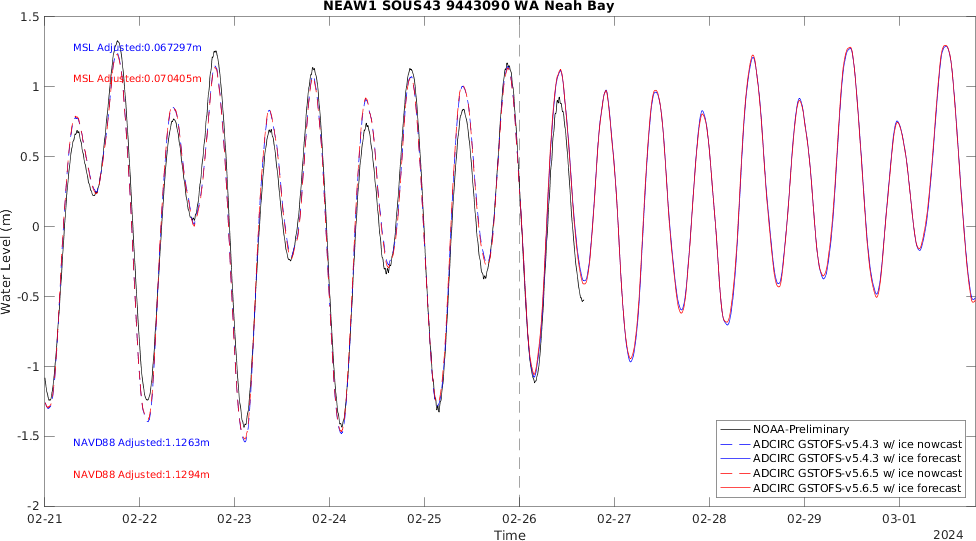 NEAW1 SOUS43 9443090 WA Neah Bay
1.5
MSL Adjusted:0.067297m
MSL Adjusted:0.070405m
1
0.5
0
-0.5
-1
-1.5
-2
Water Level (m)
NAVD88 Adjusted:1.1263m
NAVD88 Adjusted:1.1294m
NOAA-Preliminary
ADCIRC GSTOFS-v5.4.3 w/ ice nowcast
ADCIRC GSTOFS-v5.4.3 w/ ice forecast
ADCIRC GSTOFS-v5.6.5 w/ ice nowcast
ADCIRC GSTOFS-v5.6.5 w/ ice forecast
02-21 02-22 02-23 02-24 02-25 02-26 02-27 02-28 02-29 03-01
Time
2024